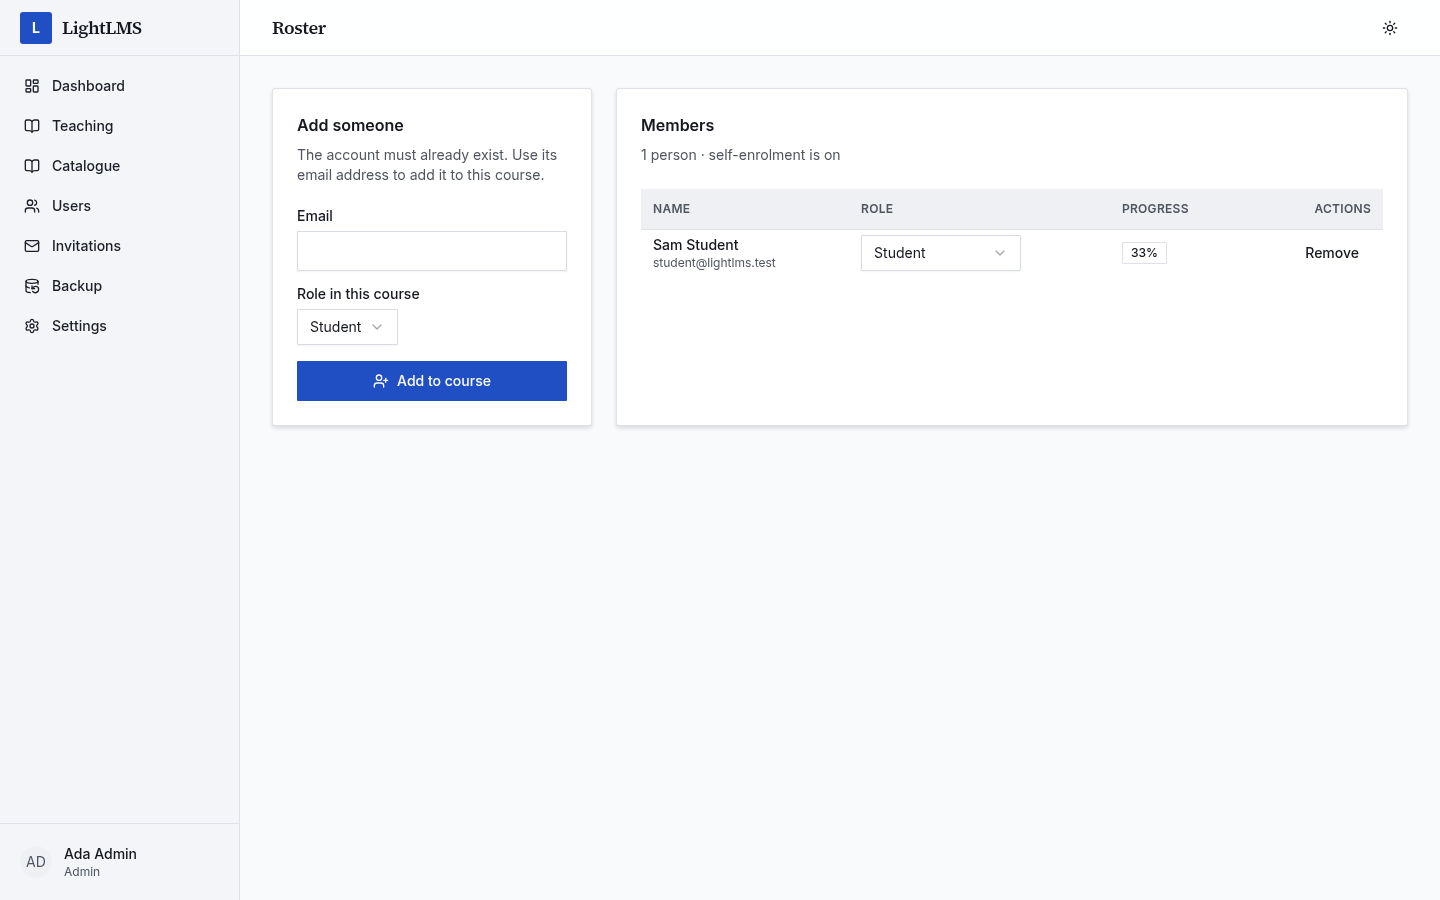 L LightLMS
Roster
Dashboard
Teaching
Catalogue
Users
Invitations
Backup
Settings
Add someone
The account must already exist. Use its
email address to add it to this course.
Email
Role in this course
Student
Add to course
Members
1 person · self-enrolment is on
NAME ROLE PROGRESS ACTIONS
Sam Student
student@lightlms.test
Student
33%
Remove
AD
Ada Admin
Admin